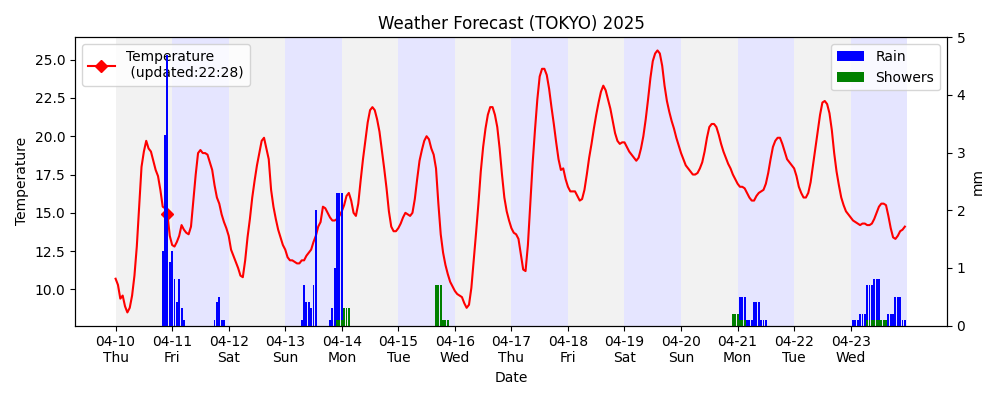 Weather Forecast (TOKYO) 2025
Temperature
(updated:22:28)
Rain
Showers
25.0
22.5
20.0
17.5
15.0
12.5
10.0
Temperature
5
4
3
2
1
0
mm
04-10 04-11 04-12 04-13 04-14 04-15 04-16 04-17 04-18 04-19 04-20 04-21 04-22 04-23
Thu Fri Sat Sun Mon Tue Wed Thu Fri Sat Sun Mon Tue Wed
Date